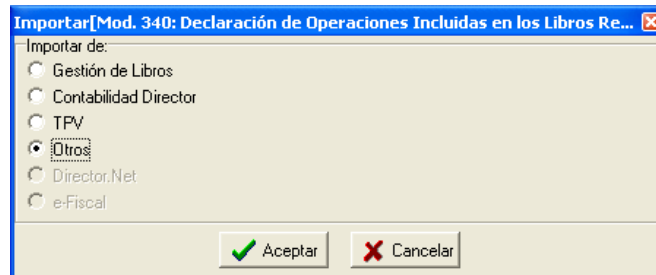 Importar[Mod. 340: Declaración de Operaciones Incluidas en los Libros Re...
Importar de:
Gestión de Libros
Contabilidad Director
TPV
Otros
Director.Net
e-Fiscal
Aceptar Cancelar